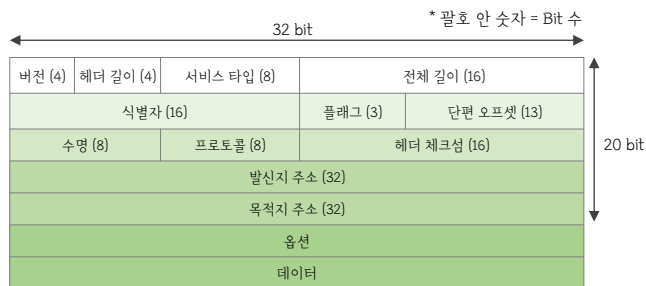 * 괄호 안 숫자 = Bit 수
32 bit
버전 (4) 헤더 길이 (4) 서비스 타입 (8) 전체 길이 (16)
식별자 (16) 플래그 (3) 단편 오프셋 (13)
수명 (8) 프로토콜 (8) 헤더 체크섬 (16)
20 bit
발신지 주소 (32)
목적지 주소 (32)
옵션
데이터